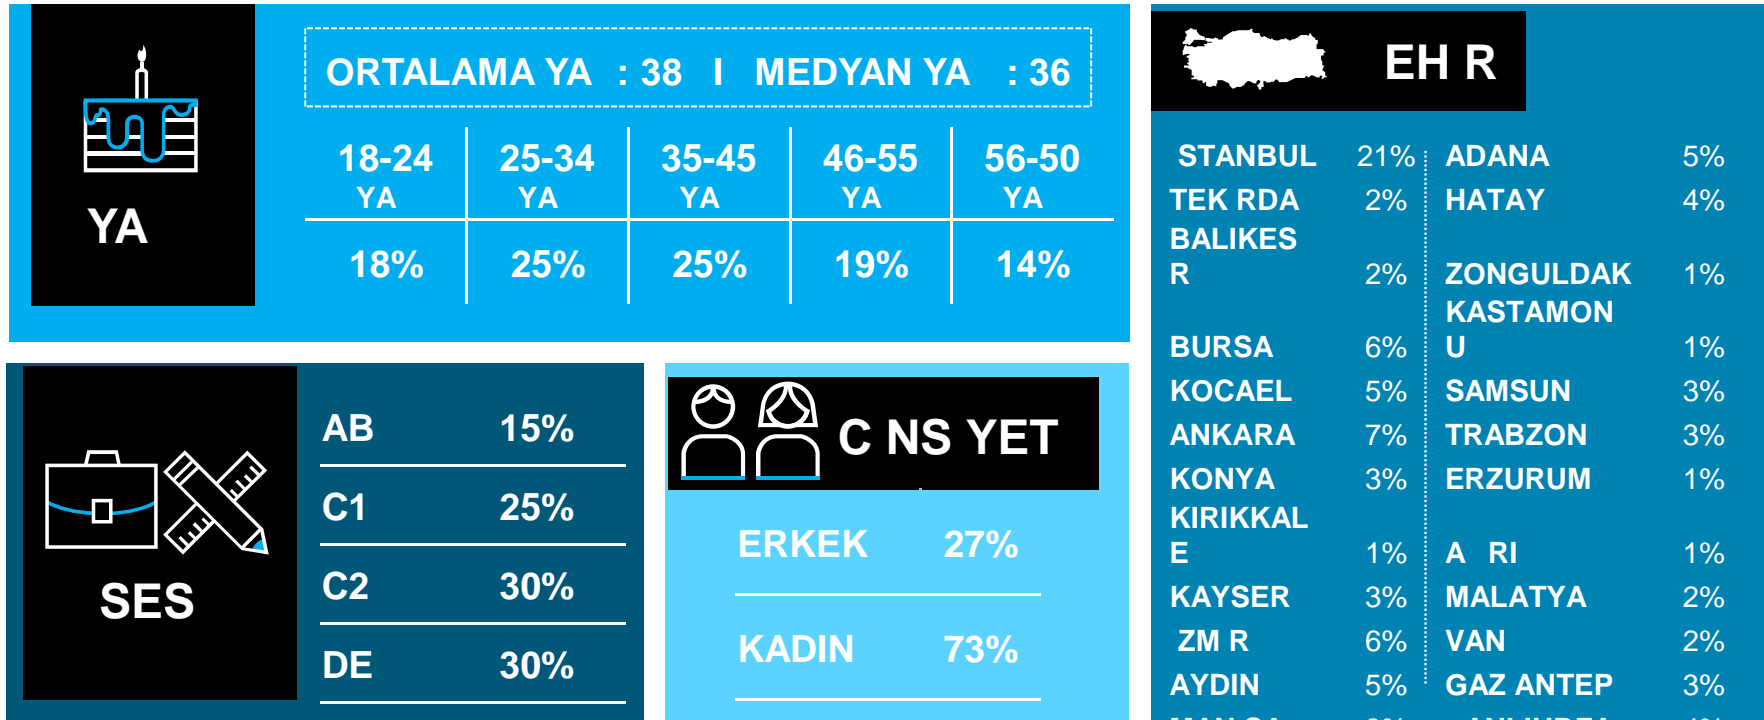 ORTALAMA YA : 38 I MEDYAN YA : 36
18-24 25-34 35-45 46-55 56-50
YA YA YA YA YA
18% 25% 25% 19% 14%
YA
SES
AB 15%
C1 25%
C2 30%
DE 30%
C NS YET
ERKEK 27%
KADIN 73%
EH R
STANBUL 21% ADANA 5%
TEK RDA 2% HATAY 4%
BALIKES
R 2% ZONGULDAK 1%
KASTAMON
BURSA 6% U 1%
KOCAEL 5% SAMSUN 3%
ANKARA 7% TRABZON 3%
KONYA 3% ERZURUM 1%
KIRIKKAL
E 1% A RI 1%
KAYSER 3% MALATYA 2%
ZM R 6% VAN 2%
AYDIN 5% GAZ ANTEP 3%